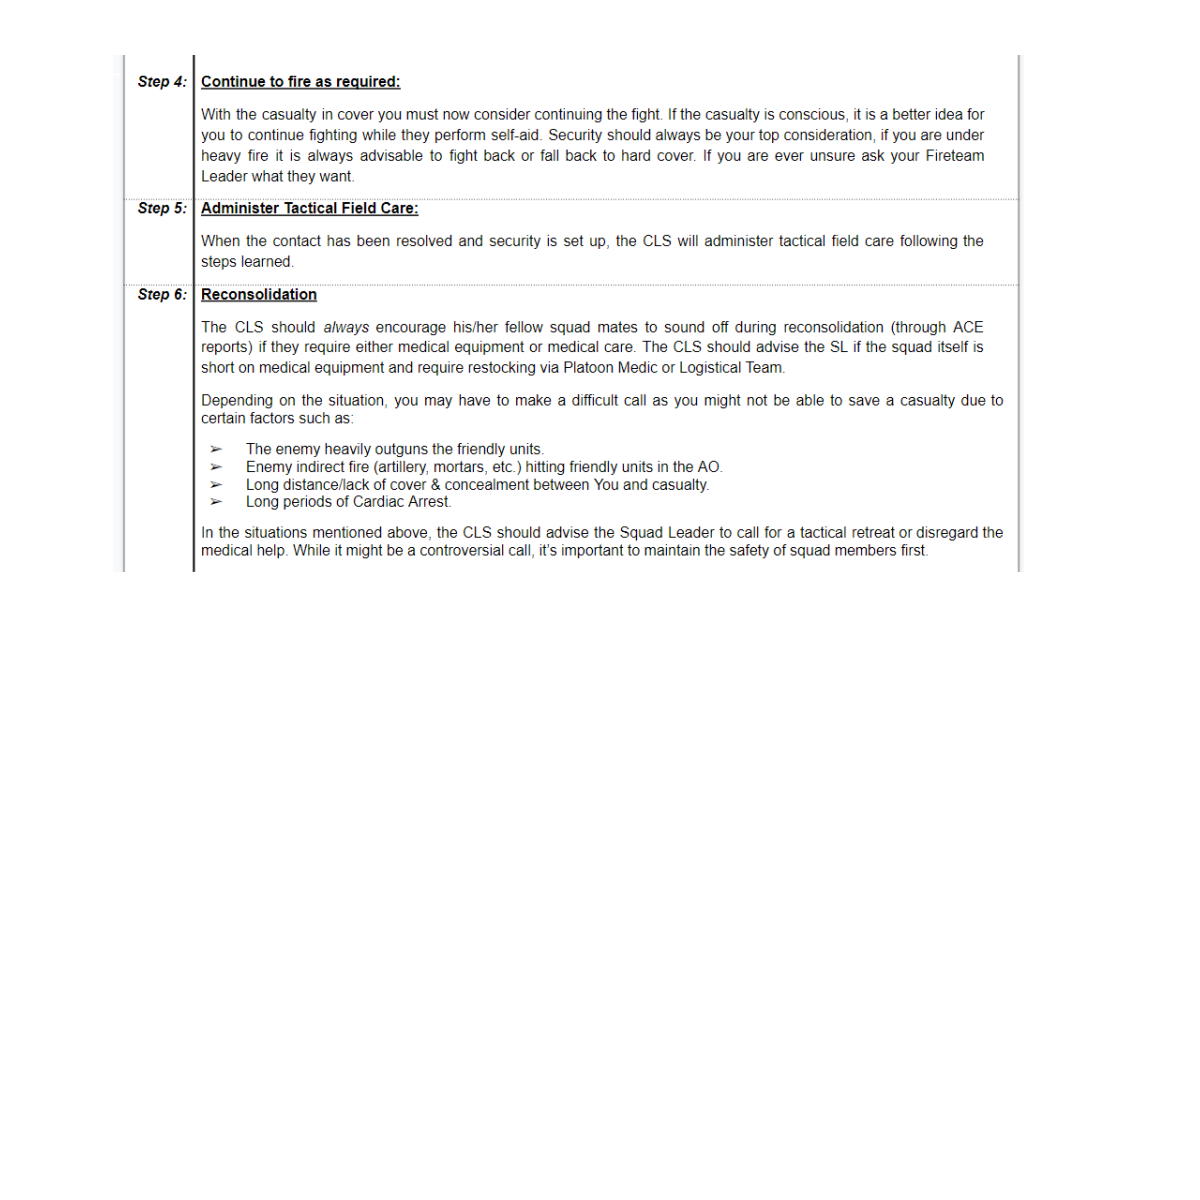 Step 4: Continue to fire as required:
With the casualty in cover you must now consider continuing the fight. If the casualty is conscious, it is a better idea for
you to continue fighting while they perform self-aid. Security should always be your top consideration, if you are under
heavy fire it is always advisable to fight back or fall back to hard cover. If you are ever unsure ask your Fireteam
Leader what they want.
Step 5: Administer Tactical Field Care:
When the contact has been resolved and security is set up, the CLS will administer tactical field care following the
steps learned.
Step 6: Reconsolidation
The CLS should always encourage his/her fellow squad mates to sound off during reconsolidation (through ACE
reports) if they require either medical equipment or medical care. The CLS should advise the SL if the squad itself is
short on medical equipment and require restocking via Platoon Medic or Logistical Team.
Depending on the situation, you may have to make a difficult call as you might not be able to save a casualty due to
certain factors such as:
➢ The enemy heavily outguns the friendly units.
➢ Enemy indirect fire (artillery, mortars, etc.) hitting friendly units in the AO.
➢ Long distance/lack of cover & concealment between You and casualty.
➢ Long periods of Cardiac Arrest.
In the situations mentioned above, the CLS should advise the Squad Leader to call for a tactical retreat or disregard the
medical help. While it might be a controversial call, it’s important to maintain the safety of squad members first.